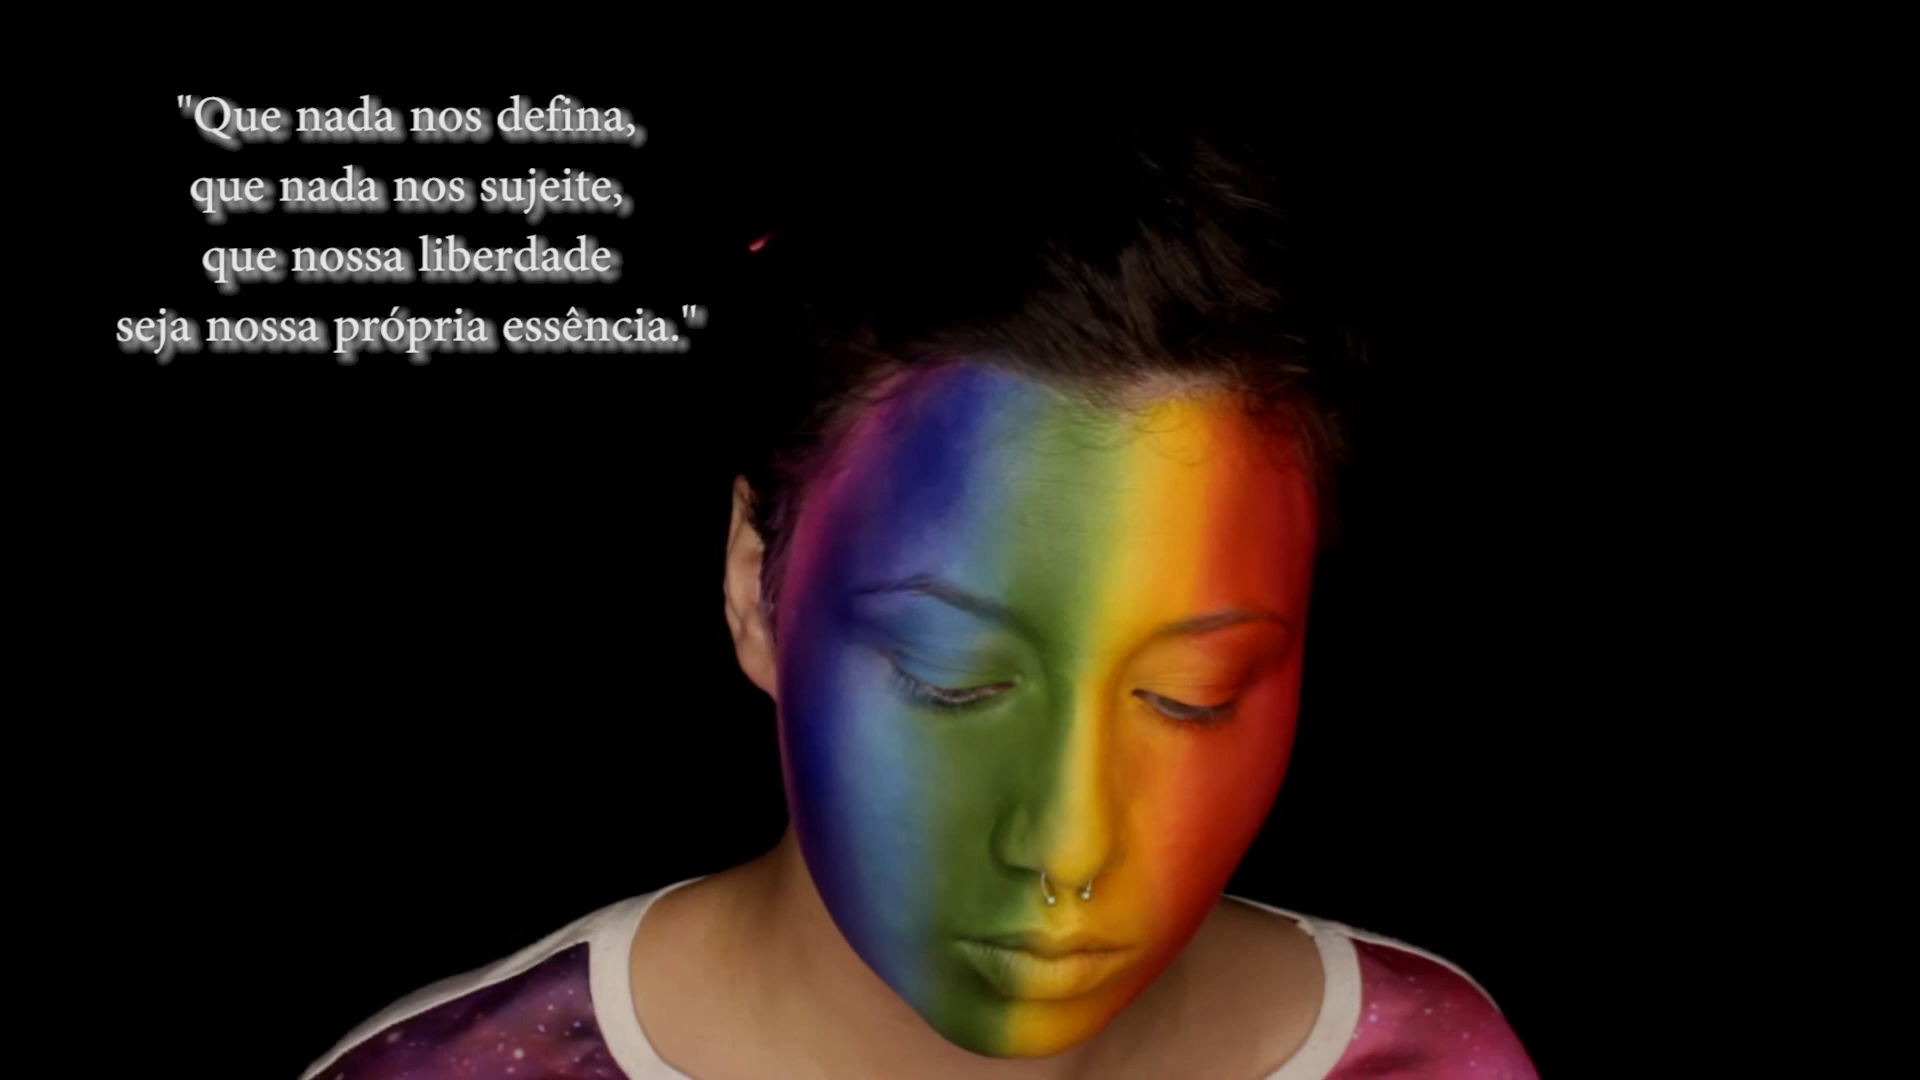 "Que nada nos defina,
que nada nos sujeite,
que nossa liberdade
seja nossa própria essência."